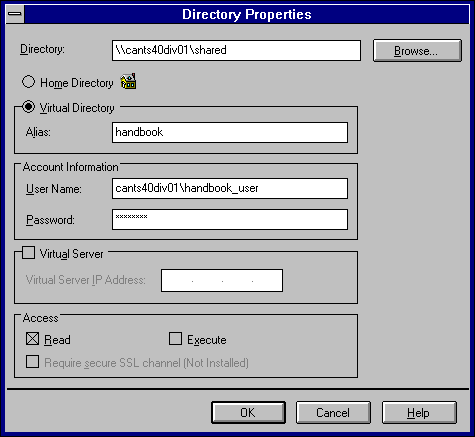 Directory Properties
Directory: \\cants40div01\shared Browse...
Home Directory
Virtual Directory
Alias: handbook
Account Information
User Name: cants40div01\handbook_user
Password: ********
Virtual Server
Virtual Server IP Address: . . .
Access
Read Execute
Require secure SSL channel (Not Installed)
OK Cancel Help